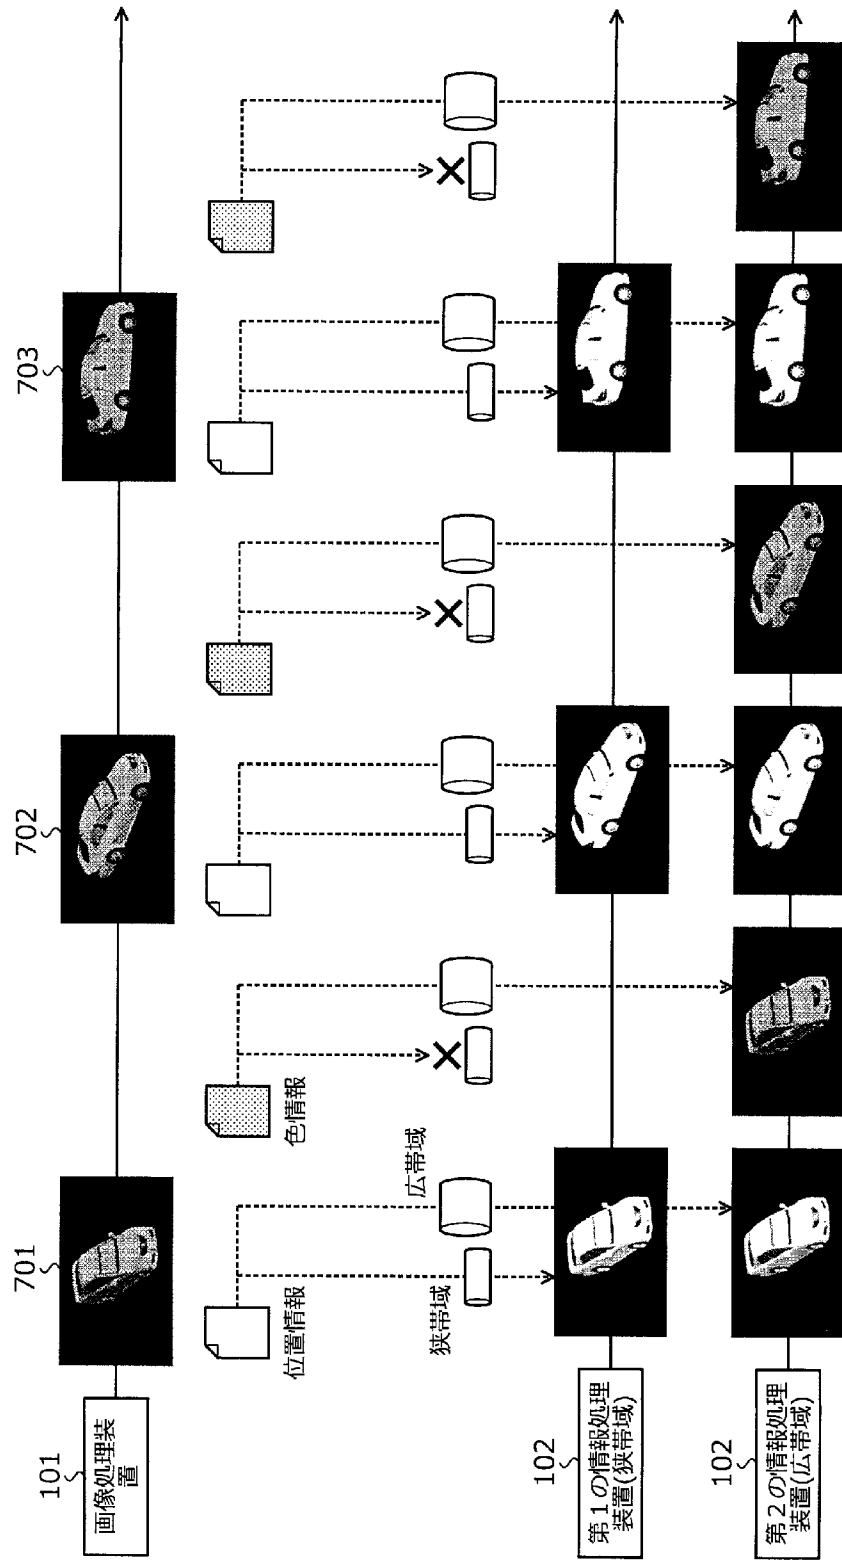 701
702
703
101
画像処理装
置
位置情報
色情報
狭帯域
広帯域
102
第1の情報処理
装置(狭帯域)
102
第2の情報処理
装置(広帯域)